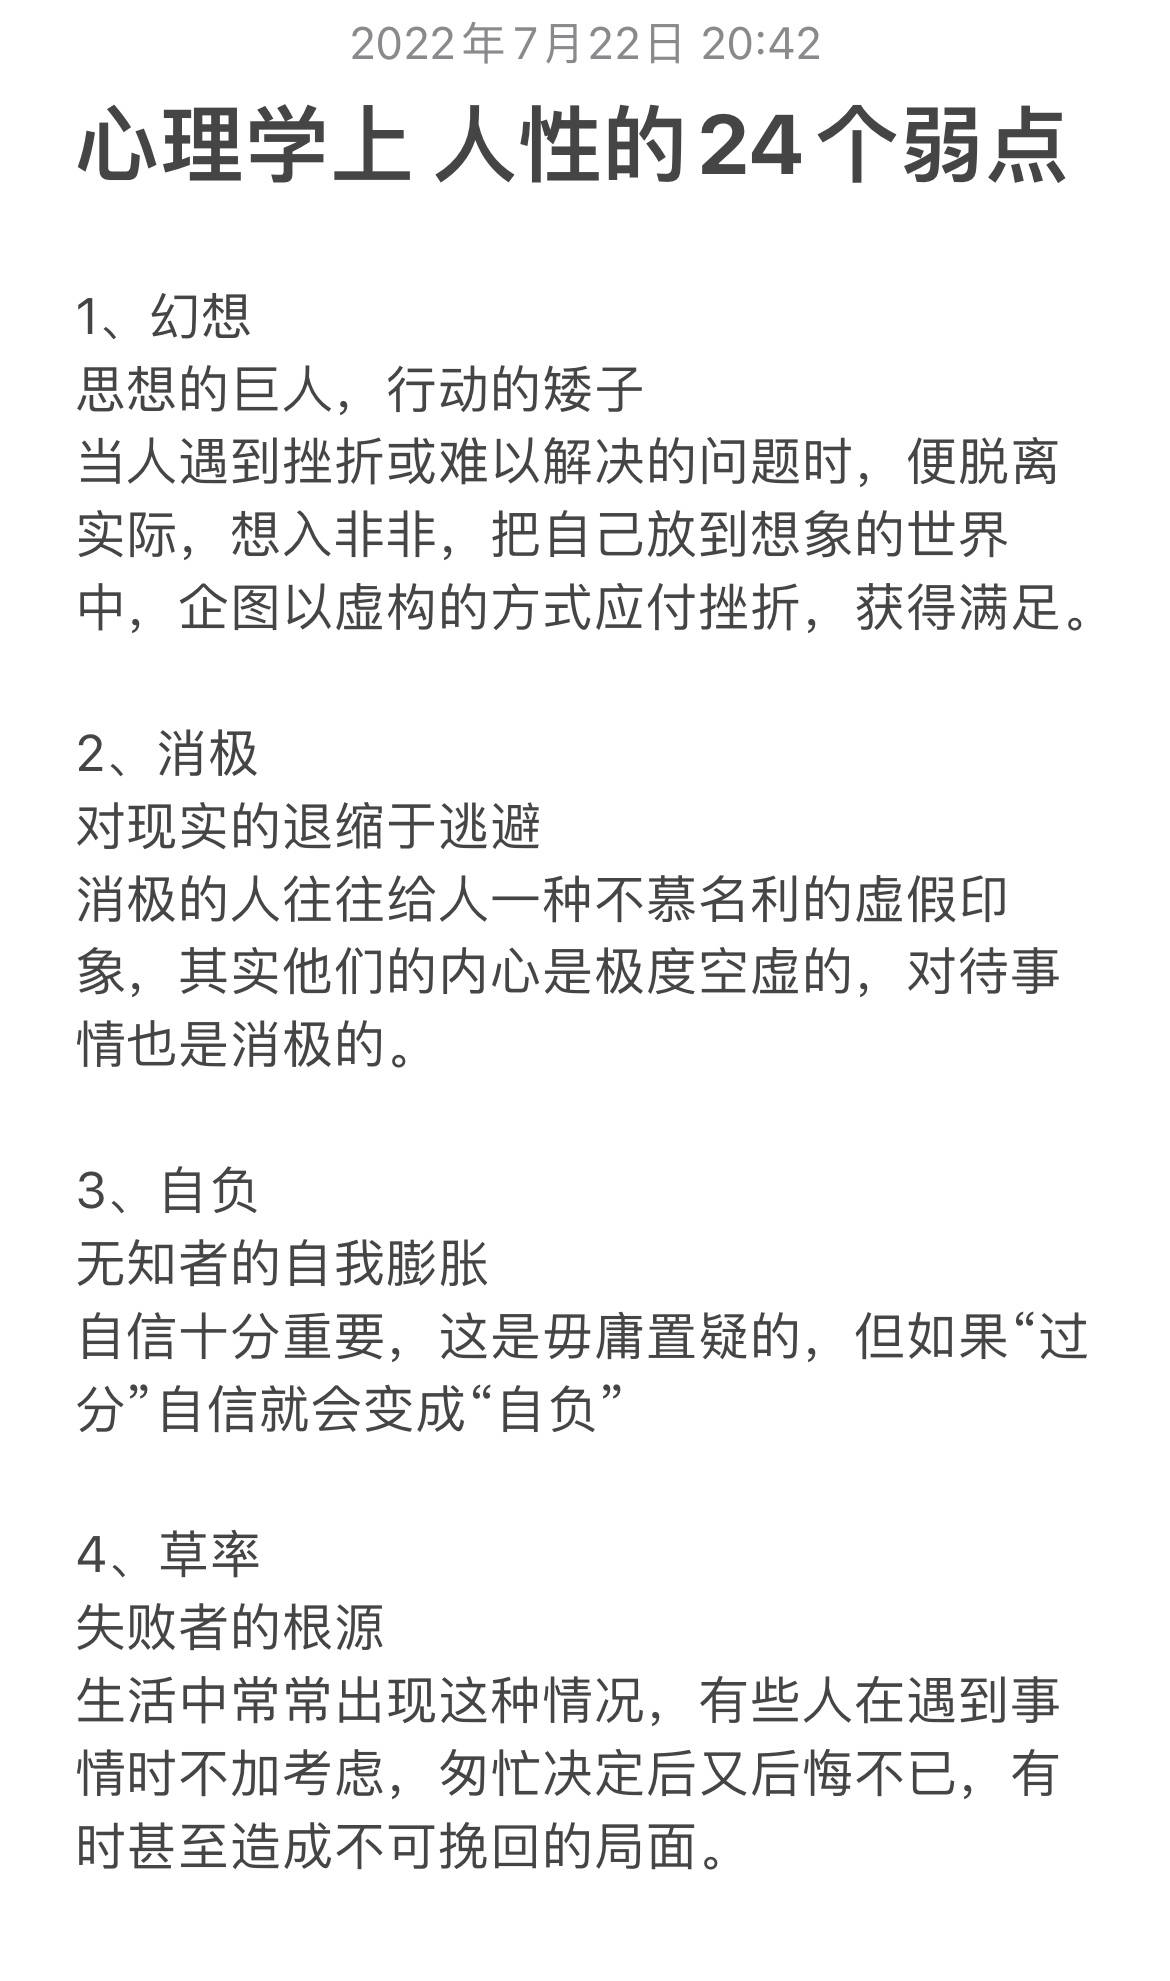 2022年7月22日 20:42
心理学上 人性的24个弱点
1、幻想
思想的巨人，行动的矮子
当人遇到挫折或难以解决的问题时，便脱离
实际，想入非非，把自己放到想象的世界
中，企图以虚构的方式应付挫折，获得满足。
2、消极
对现实的退缩于逃避
消极的人往往给人一种不慕名利的虚假印
象，其实他们的内心是极度空虚的，对待事
情也是消极的。
3、自负
无知者的自我膨胀
自信十分重要，这是毋庸置疑的，但如果“过
分”自信就会变成“自负”
4、草率
失败者的根源
生活中常常出现这种情况，有些人在遇到事
情时不加考虑，匆忙决定后又后悔不已，有
时甚至造成不可挽回的局面。